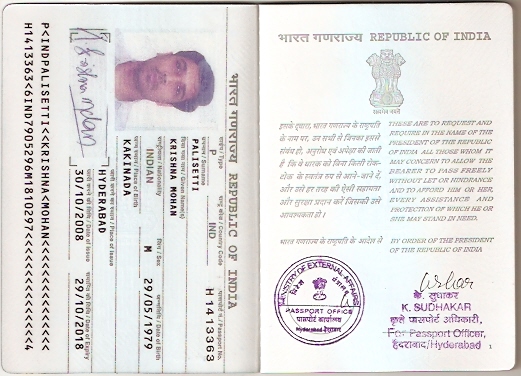 भारत गणराज्य REPUBLIC OF INDIA
टाईप / Type
P
राष्ट्र कोड / Country Code
IND
पासपोर्ट नं. / Passport No.
H1413363
उपनाम / Surname
PALISETTI
दिया गया नाम / Given Name(s)
KRISHNA MOHAN
राष्ट्रीयता / Nationality
INDIAN
लिंग / Sex
M
जन्मतिथि / Date of Birth
29/05/1979
जन्म स्थान / Place of Birth
KAKINADA
जारी करने का स्थान / Place of Issue
HYDERABAD
जारी करने की तिथि / Date of Issue
30/10/2008
समाप्ति की तिथि / Date of Expiry
29/10/2018
Krishna mohan
P<INDPALISETTI<<KRISHNA<MOHAN<<<<<<<<<<<<<<<
H1413363<6IND7905296M1810297<<<<<<<<<<<<<<<4
भारत गणराज्य REPUBLIC OF INDIA
सत्यमेव जयते
इसके द्वारा, भारत गणराज्य के राष्ट्रपति
के नाम पर, उन सभी से जिनका इससे
संबंध हो, अनुरोध एवं अपेक्षा की जाती
है कि वे धारक को बिना किसी रोक-
टोक के स्वतंत्र रूप से आने-जाने दें,
और उसे हर तरह की ऐसी सहायता
और सुरक्षा प्रदान करें जिसकी उसे
आवश्यकता हो।
THESE ARE TO REQUEST AND
REQUIRE IN THE NAME OF THE
PRESIDENT OF THE REPUBLIC
OF INDIA ALL THOSE WHOM IT
MAY CONCERN TO ALLOW THE
BEARER TO PASS FREELY
WITHOUT LET OR HINDRANCE
AND TO AFFORD HIM OR HER,
EVERY ASSISTANCE AND
PROTECTION OF WHICH HE OR
SHE MAY STAND IN NEED.
भारत गणराज्य के राष्ट्रपति के आदेश से
BY ORDER OF THE PRESIDENT
OF THE REPUBLIC OF INDIA
MINISTRY OF EXTERNAL AFFAIRS
PASSPORT OFFICE
पासपोर्ट कार्यालय
Hyderabad हैदराबाद
के. सुधाकर
K. SUDHAKAR
कृते पासपोर्ट अधिकारी,
For Passport Officer,
हैदराबाद/Hyderabad
1